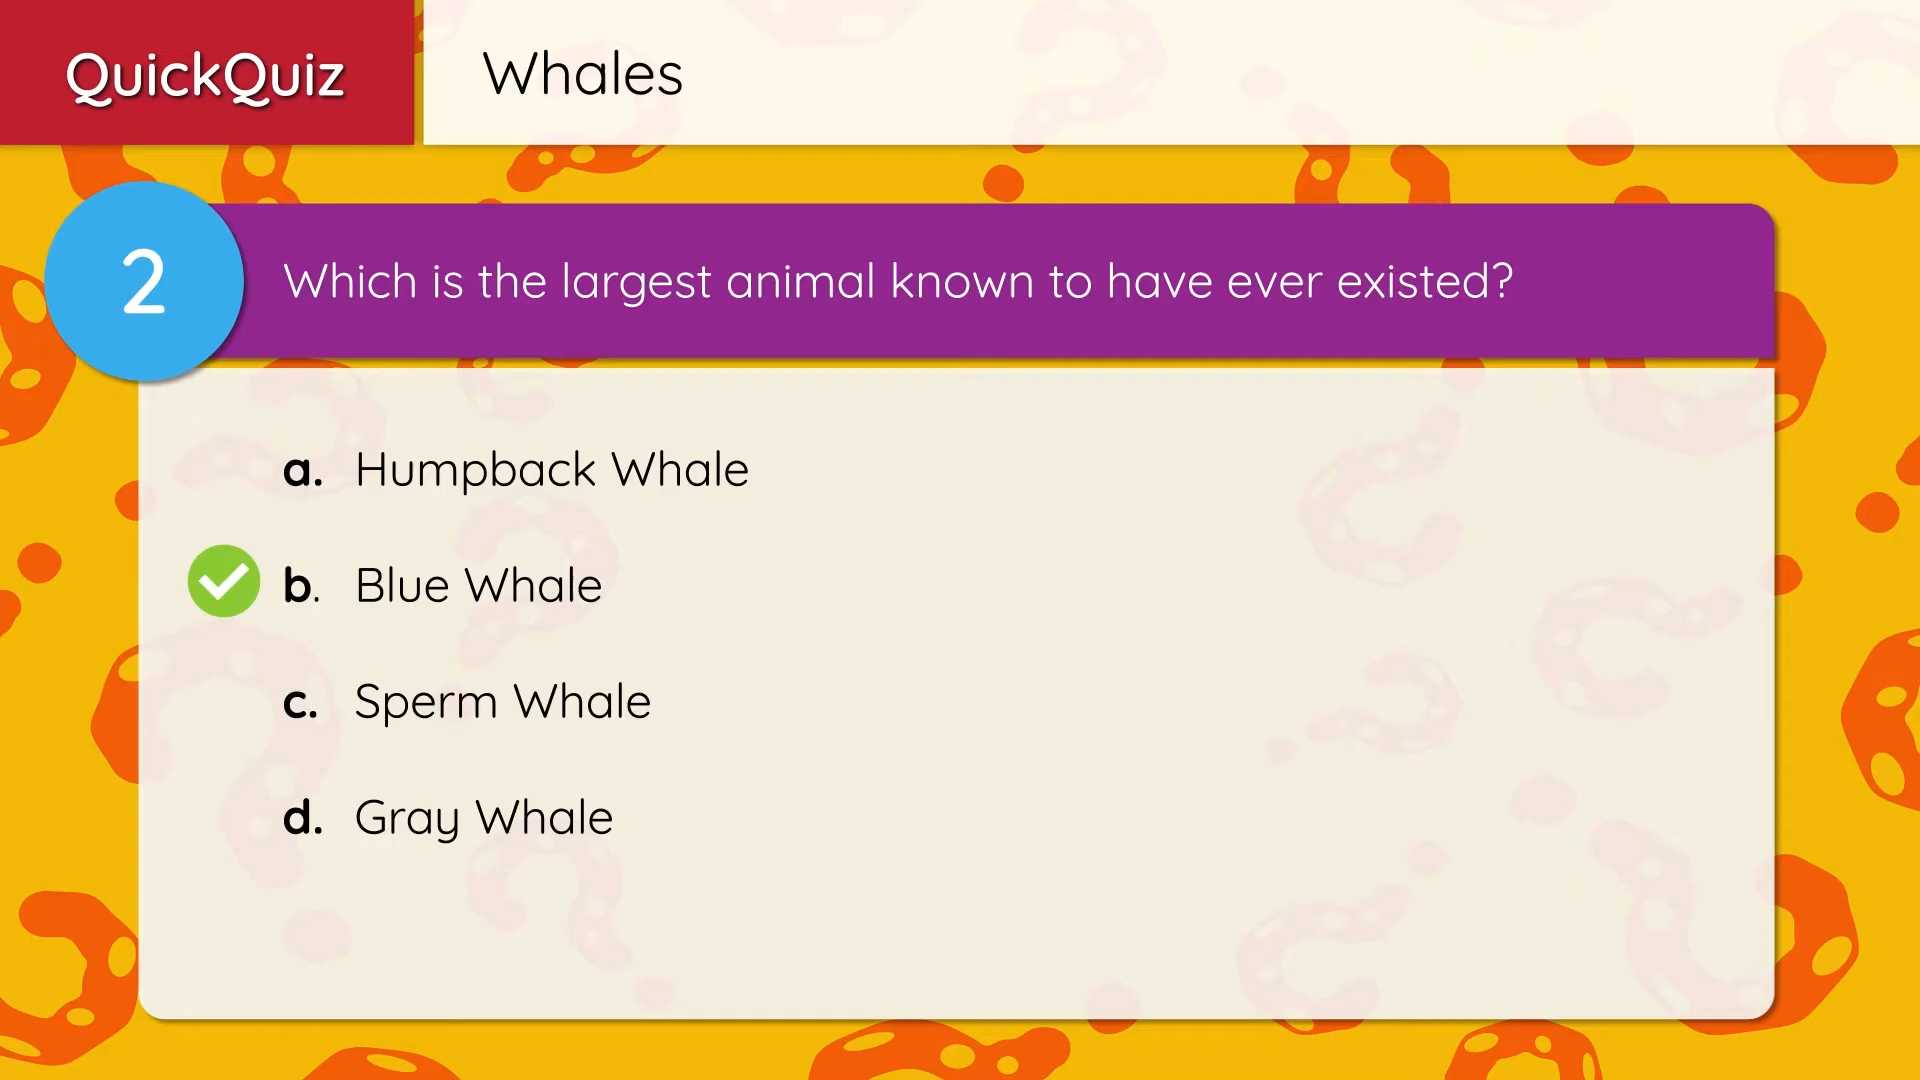 QuickQuiz
Whales
2
Which is the largest animal known to have ever existed?
a. Humpback Whale
b. Blue Whale
c. Sperm Whale
d. Gray Whale